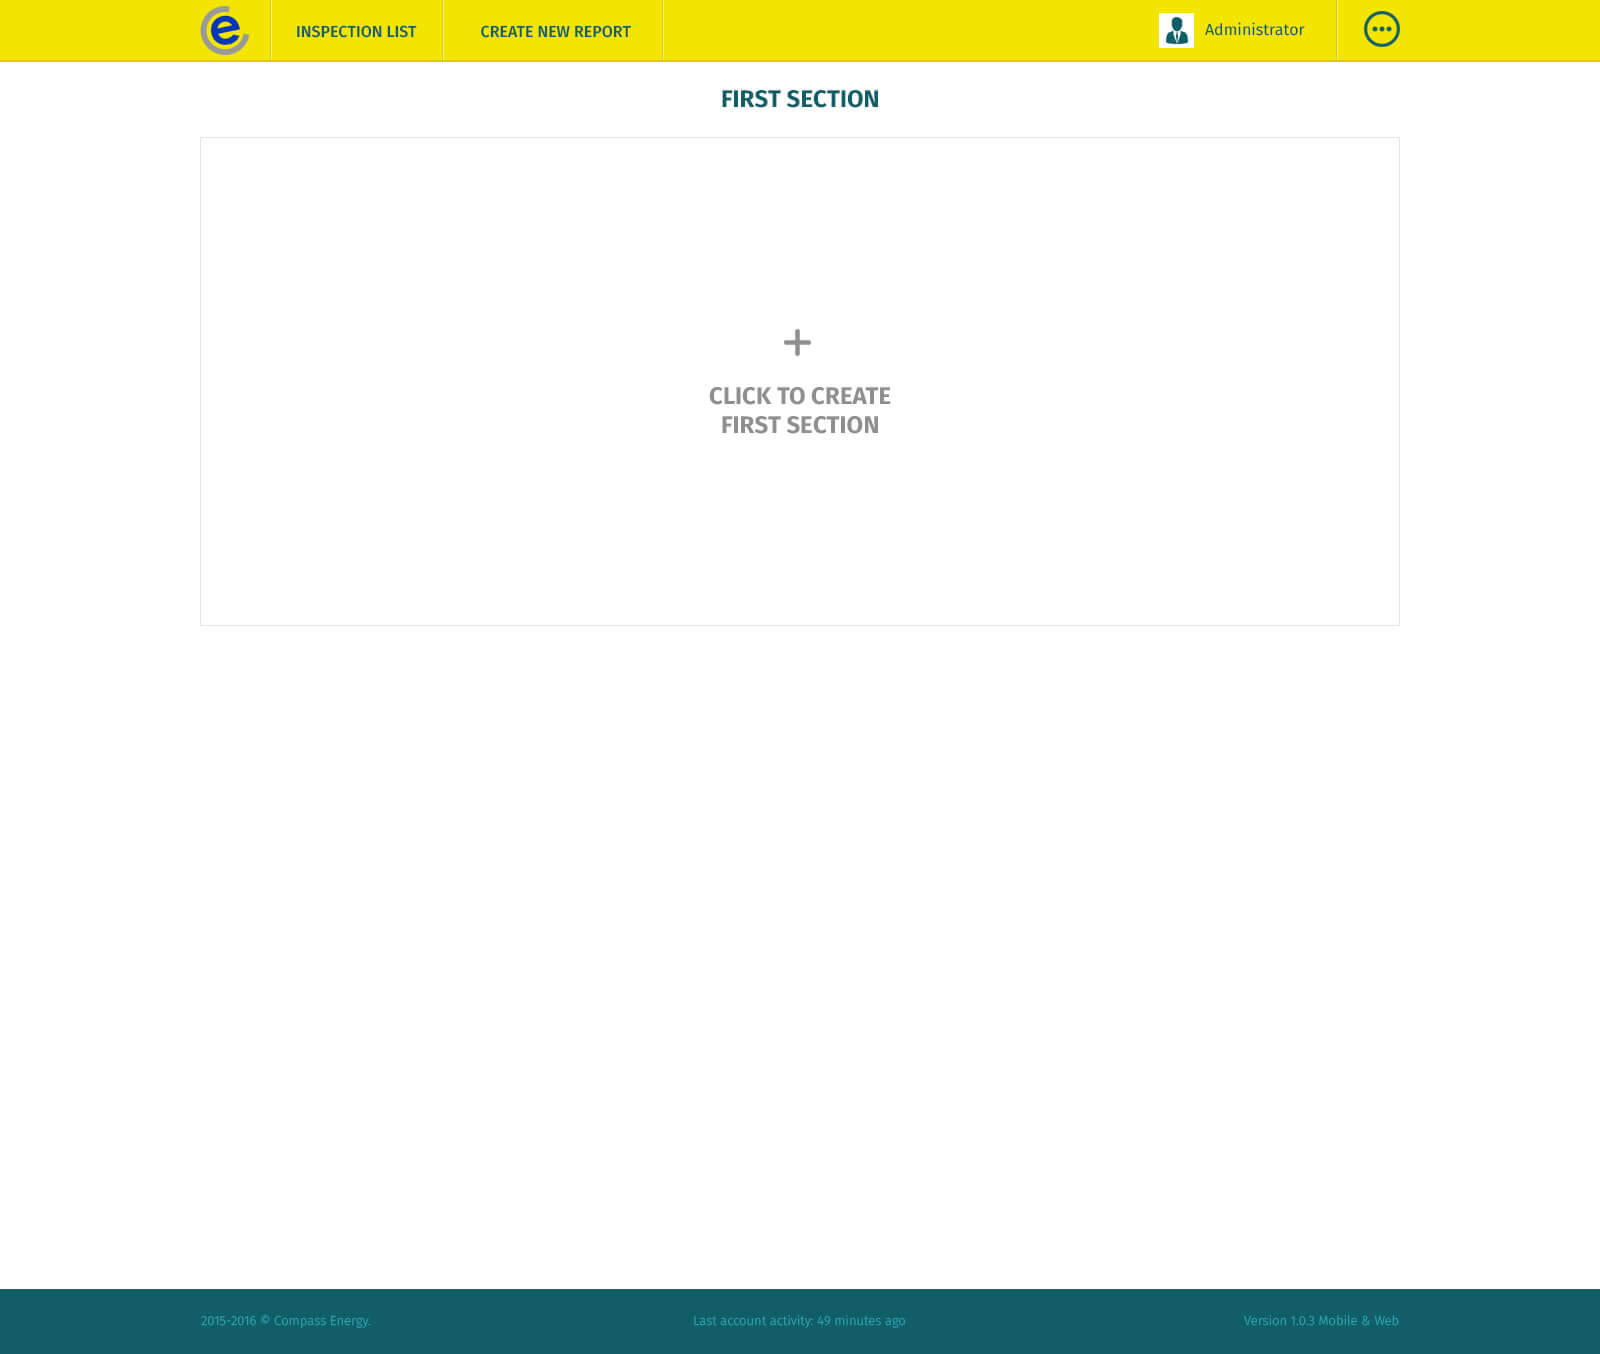 e
INSPECTION LIST
CREATE NEW REPORT
Administrator
FIRST SECTION
CLICK TO CREATE
FIRST SECTION
2015-2016 © Compass Energy.
Last account activity: 49 minutes ago
Version 1.0.3 Mobile & Web